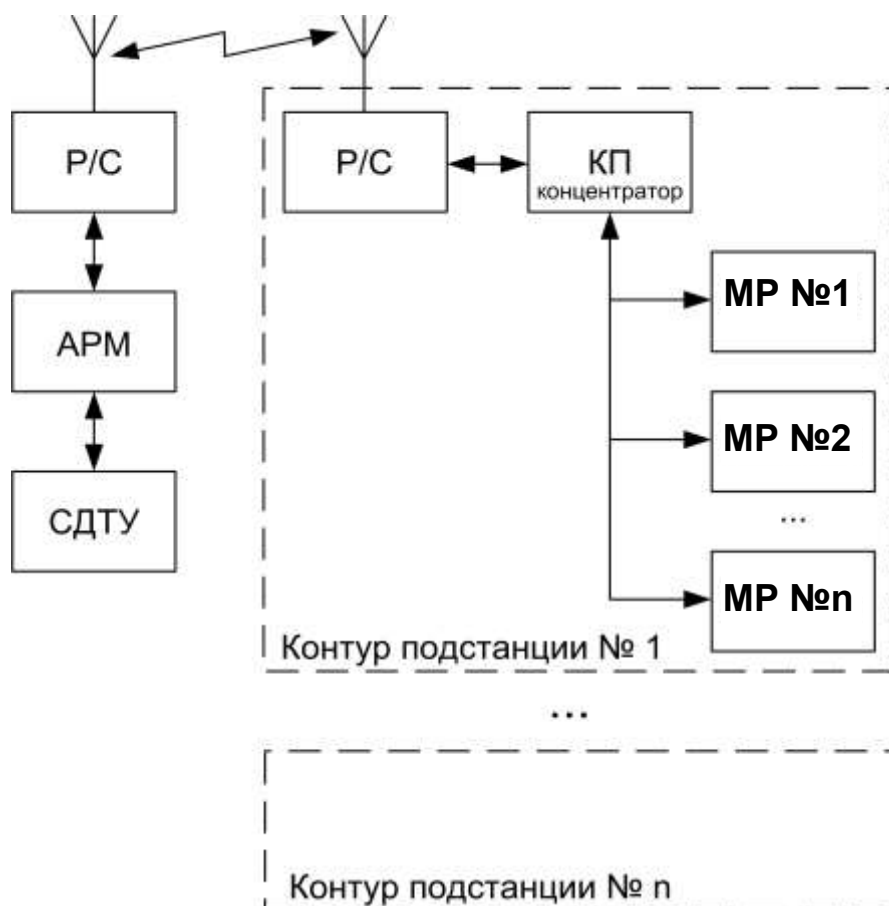 Р/С
Р/С
КП
концентратор
АРМ
СДТУ
МР №1
МР №2
...
МР №n
Контур подстанции № 1
...
Контур подстанции № n